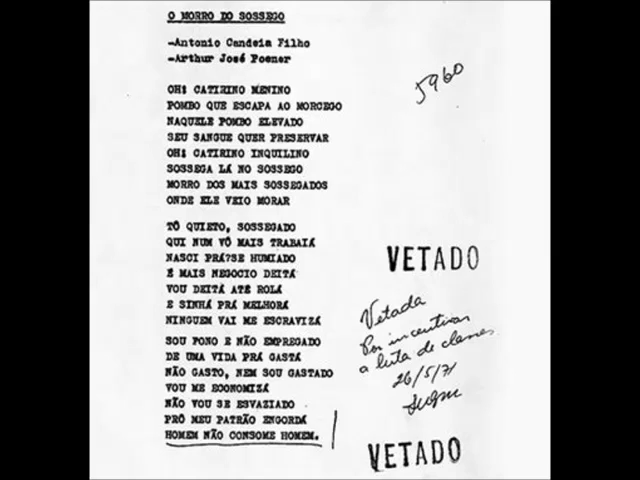 O MORRO DO SOSSEGO
-Antonio Candeia Filho
-Arthur José Poener
5960
OH! CATIRINO MENINO
POMBO QUE ESCAPA AO MORCEGO
NAQUELE POMBO ELEVADO
SEU SANGUE QUER PRESERVAR
OH! CATIRINO INQUILINO
SOSSEGA LÁ NO SOSSEGO
MORRO DOS MAIS SOSSEGADOS
ONDE ELE VEIO MORAR
TÔ QUIETO, SOSSEGADO
QUI NUM VÔ MAIS TRABAIÁ
NASCI PRÁ?SE HUMIADO
É MAIS NEGOCIO DEITÁ
VOU DEITÁ ATÉ ROLÁ
E SINHÁ PRÁ MELHORÁ
NINGUEM VAI ME ESCRAVIZÁ
SOU FONO E NÃO EMPREGADO
DE UMA VIDA PRÁ GASTÁ
NÃO GASTO, NEM SOU GASTADO
VOU ME ECONOMIZÁ
NÃO VOU SE ESVAZIADO
PRÔ MEU PATRÃO ENGORDÁ
HOMEM NÃO CONSOME HOMEM.
VETADO
Vetada
Por incentivar
a luta de classes
26/5/71
VETADO